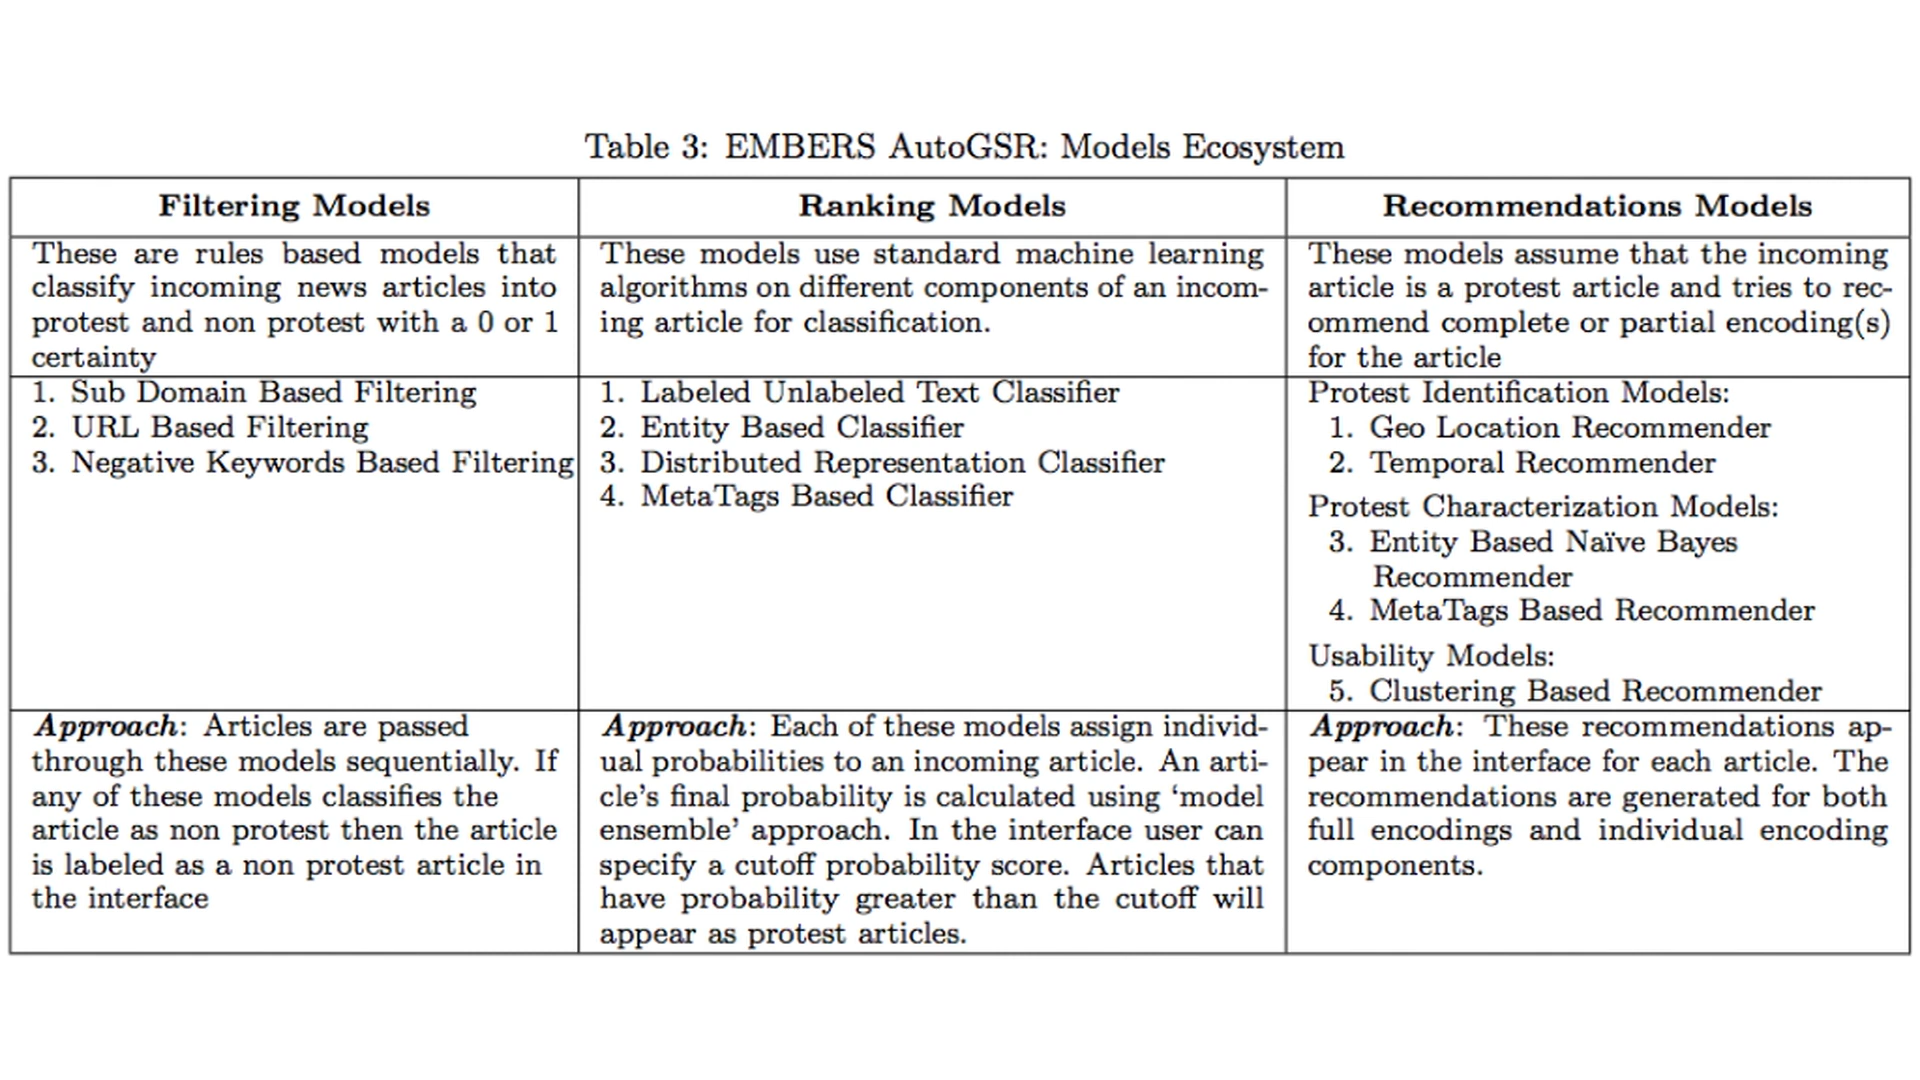 Table 3: EMBERS AutoGSR: Models Ecosystem
Filtering Models
Ranking Models
Recommendations Models
These are rules based models that
classify incoming news articles into
protest and non protest with a 0 or 1
certainty
These models use standard machine learning
algorithms on different components of an incom-
ing article for classification.
These models assume that the incoming
article is a protest article and tries to rec-
ommend complete or partial encoding(s)
for the article
1. Sub Domain Based Filtering
2. URL Based Filtering
3. Negative Keywords Based Filtering
1. Labeled Unlabeled Text Classifier
2. Entity Based Classifier
3. Distributed Representation Classifier
4. MetaTags Based Classifier
Protest Identification Models:
1. Geo Location Recommender
2. Temporal Recommender
Protest Characterization Models:
3. Entity Based Naïve Bayes
Recommender
4. MetaTags Based Recommender
Usability Models:
5. Clustering Based Recommender
Approach: Articles are passed
through these models sequentially. If
any of these models classifies the
article as non protest then the article
is labeled as a non protest article in
the interface
Approach: Each of these models assign individ-
ual probabilities to an incoming article. An arti-
cle's final probability is calculated using 'model
ensemble' approach. In the interface user can
specify a cutoff probability score. Articles that
have probability greater than the cutoff will
appear as protest articles.
Approach: These recommendations ap-
pear in the interface for each article. The
recommendations are generated for both
full encodings and individual encoding
components.